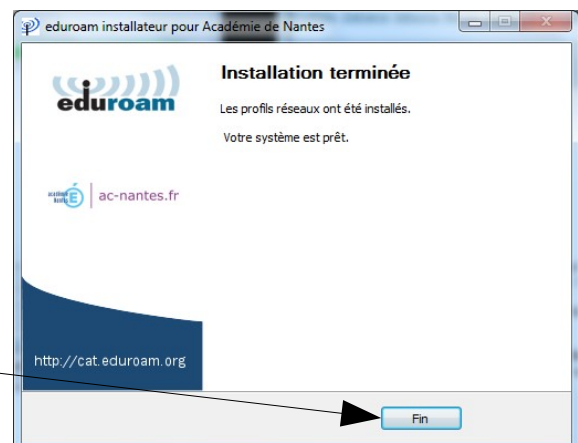 eduroam installateur pour Académie de Nantes
eduroam
Installation terminée
Les profils réseaux ont été installés.
Votre système est prêt.
ac-nantes.fr
http://cat.eduroam.org
Fin